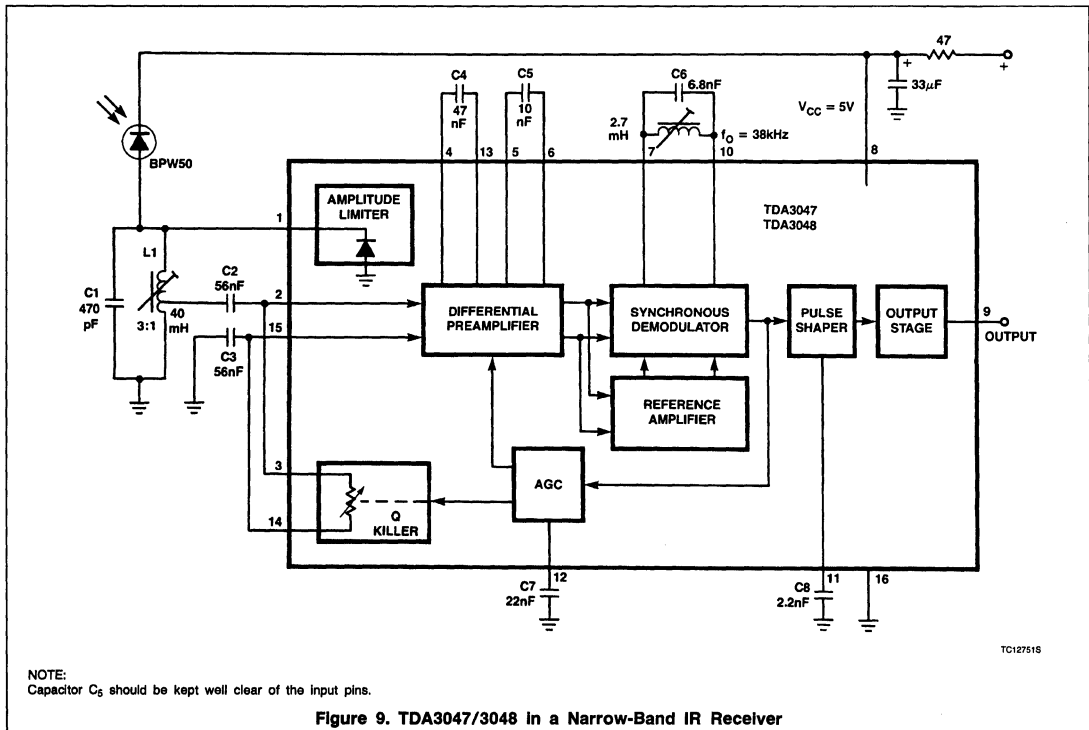 47
+
+
33µF
C4
47
nF
C5
10
nF
C6
6.8nF
V_CC = 5V
2.7
mH
f_O = 38kHz
BPW50
4
13
5
6
7
10
8
AMPLITUDE
LIMITER
TDA3047
TDA3048
1
L1
C1
470
pF
3:1
40
mH
C2
56nF
2
15
C3
56nF
DIFFERENTIAL
PREAMPLIFIER
SYNCHRONOUS
DEMODULATOR
PULSE
SHAPER
OUTPUT
STAGE
9
OUTPUT
REFERENCE
AMPLIFIER
3
14
Q
KILLER
AGC
C7
22nF
12
C8
2.2nF
11
16
TC12751S
NOTE:
Capacitor C5 should be kept well clear of the input pins.
Figure 9. TDA3047/3048 in a Narrow-Band IR Receiver